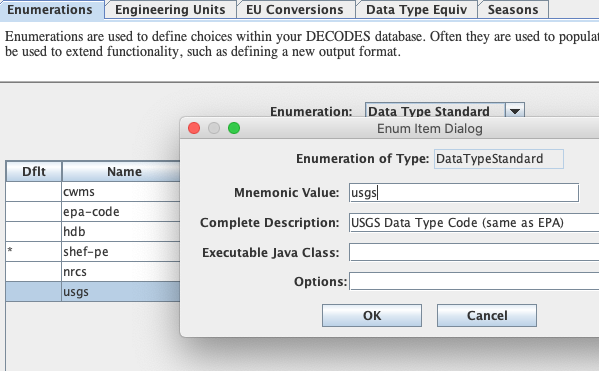 Enumerations Engineering Units EU Conversions Data Type Equiv Seasons
Enumerations are used to define choices within your DECODES database. Often they are used to
be used to extend functionality, such as defining a new output format.
Enumeration: Data Type Standard
Enum Item Dialog
Enumeration of Type: DataTypeStandard
Dflt Name
Mnemonic Value: usgs
cwms
epa-code
Complete Description: USGS Data Type Code (same as EPA)
hdb
* shef-pe
Executable Java Class:
nrcs
Options:
usgs
OK Cancel